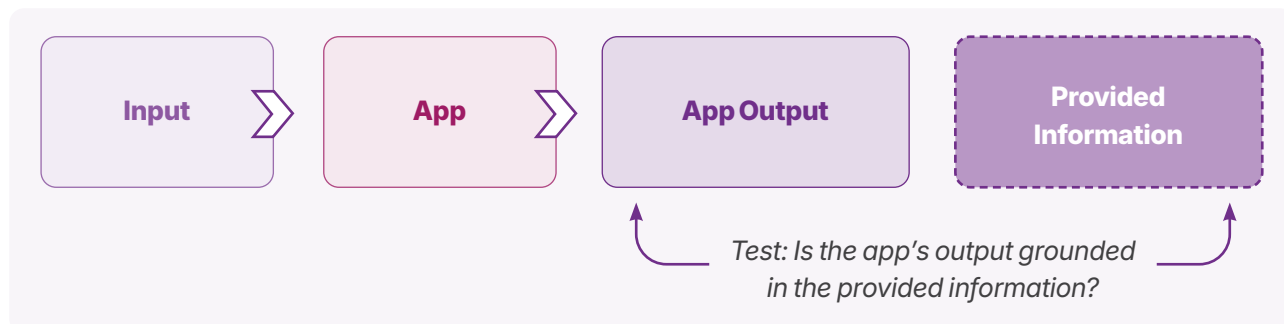 Input
App
App Output
Provided
Information
Test: Is the app’s output grounded
in the provided information?